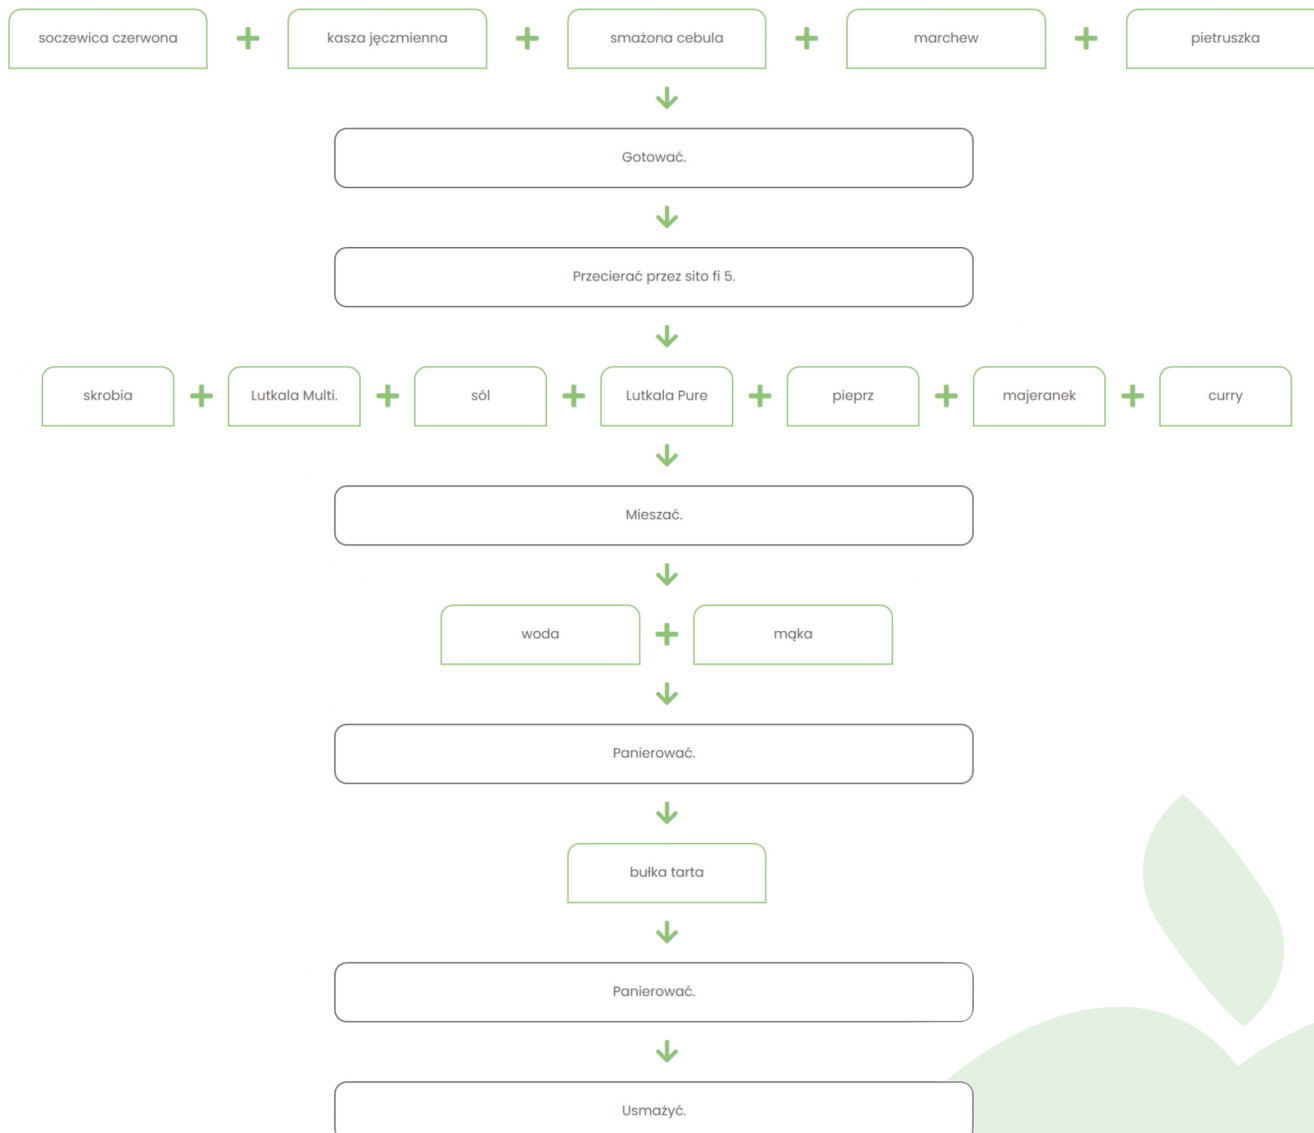 soczewica czerwona + kasza jęczmienna + smażona cebula + marchew + pietruszka
Gotować.
Przecierać przez sito fi 5.
skrobia + Lutkala Multi. + sól + Lutkala Pure + pieprz + majeranek + curry
Mieszać.
woda + mąka
Panierować.
bułka tarta
Panierować.
Usmażyć.